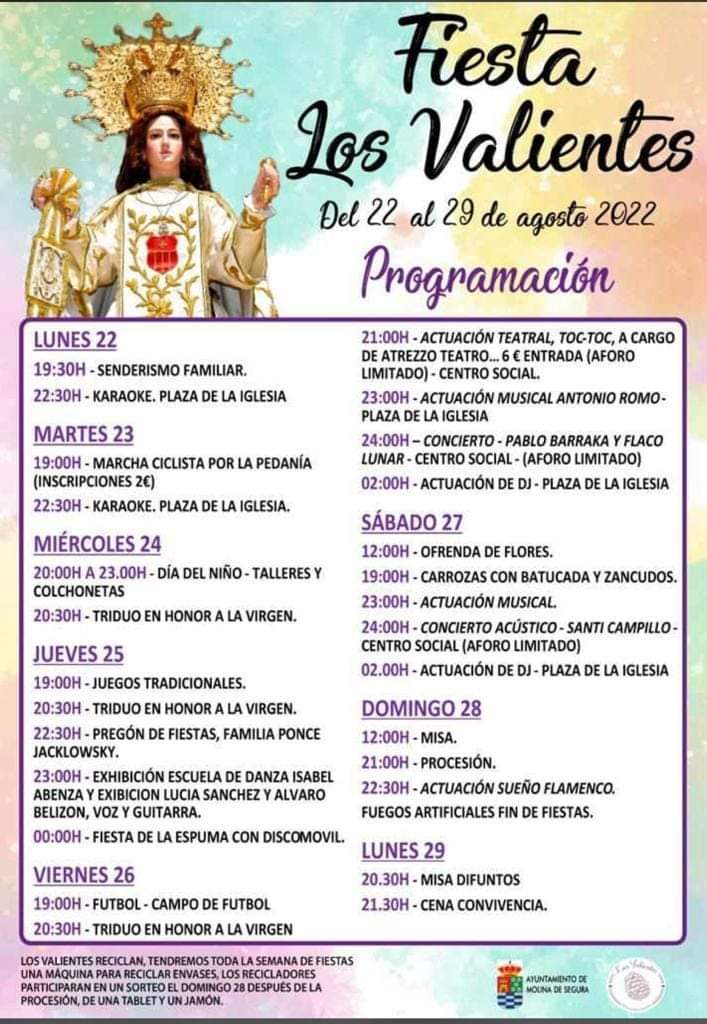 Fiesta
Los Valientes
Del 22 al 29 de agosto 2022
Programación
LUNES 22
19:30H - SENDERISMO FAMILIAR.
22:30H - KARAOKE. PLAZA DE LA IGLESIA
MARTES 23
19:00H - MARCHA CICLISTA POR LA PEDANÍA
(INSCRIPCIONES 2€)
22:30H - KARAOKE. PLAZA DE LA IGLESIA.
MIÉRCOLES 24
20:00H A 23.00H - DÍA DEL NIÑO - TALLERES Y
COLCHONETAS
20:30H - TRIDUO EN HONOR A LA VIRGEN.
JUEVES 25
19:00H - JUEGOS TRADICIONALES.
20:30H - TRIDUO EN HONOR A LA VIRGEN.
22:30H - PREGÓN DE FIESTAS, FAMILIA PONCE
JACKLOWSKY.
23:00H - EXHIBICIÓN ESCUELA DE DANZA ISABEL
ABENZA Y EXIBICION LUCIA SANCHEZ Y ALVARO
BELIZON, VOZ Y GUITARRA.
00:00H - FIESTA DE LA ESPUMA CON DISCOMOVIL.
VIERNES 26
19:00H - FUTBOL - CAMPO DE FUTBOL
20:30H - TRIDUO EN HONOR A LA VIRGEN
21:00H - ACTUACIÓN TEATRAL, TOC-TOC, A CARGO
DE ATREZZO TEATRO... 6 € ENTRADA (AFORO
LIMITADO) - CENTRO SOCIAL.
23:00H - ACTUACIÓN MUSICAL ANTONIO ROMO -
PLAZA DE LA IGLESIA
24:00H – CONCIERTO - PABLO BARRAKA Y FLACO
LUNAR - CENTRO SOCIAL - (AFORO LIMITADO)
02:00H - ACTUACIÓN DE DJ - PLAZA DE LA IGLESIA
SÁBADO 27
12:00H - OFRENDA DE FLORES.
19:00H - CARROZAS CON BATUCADA Y ZANCUDOS.
23:00H - ACTUACIÓN MUSICAL.
24:00H - CONCIERTO ACÚSTICO - SANTI CAMPILLO -
CENTRO SOCIAL (AFORO LIMITADO)
02.00H - ACTUACIÓN DE DJ - PLAZA DE LA IGLESIA
DOMINGO 28
12:00H - MISA.
21:00H - PROCESIÓN.
22:30H - ACTUACIÓN SUEÑO FLAMENCO.
FUEGOS ARTIFICIALES FIN DE FIESTAS.
LUNES 29
20.30H - MISA DIFUNTOS
21.30H - CENA CONVIVENCIA.
LOS VALIENTES RECICLAN, TENDREMOS TODA LA SEMANA DE FIESTAS
UNA MÁQUINA PARA RECICLAR ENVASES, LOS RECICLADORES
PARTICIPARAN EN UN SORTEO EL DOMINGO 28 DESPUÉS DE LA
PROCESIÓN, DE UNA TABLET Y UN JAMÓN.
AYUNTAMIENTO DE
MOLINA DE SEGURA
Los Valientes